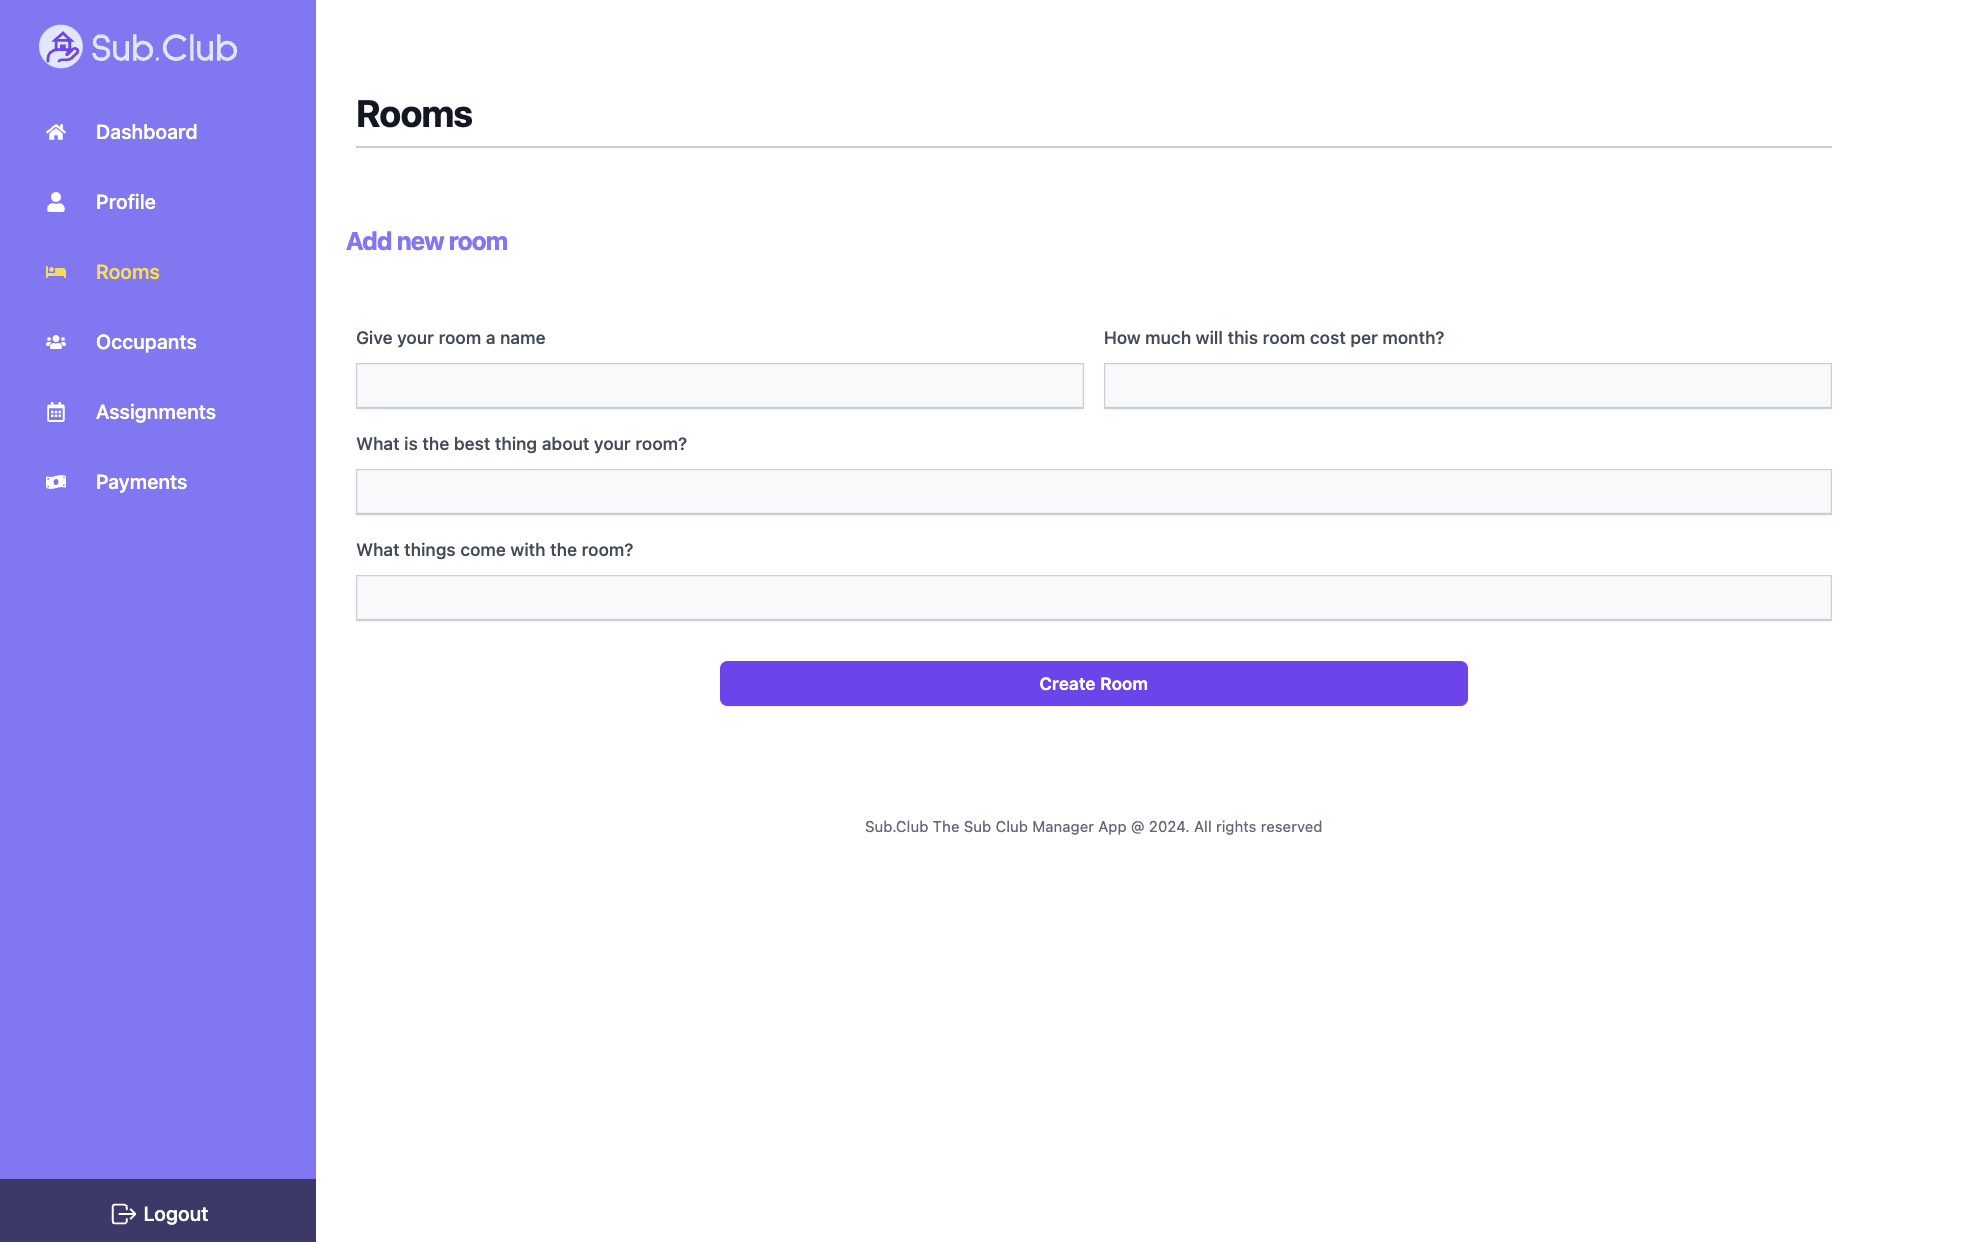 Sub.Club
Dashboard
Profile
Rooms
Occupants
Assignments
Payments
Logout
Rooms
Add new room
Give your room a name
How much will this room cost per month?
What is the best thing about your room?
What things come with the room?
Create Room
Sub.Club The Sub Club Manager App @ 2024. All rights reserved